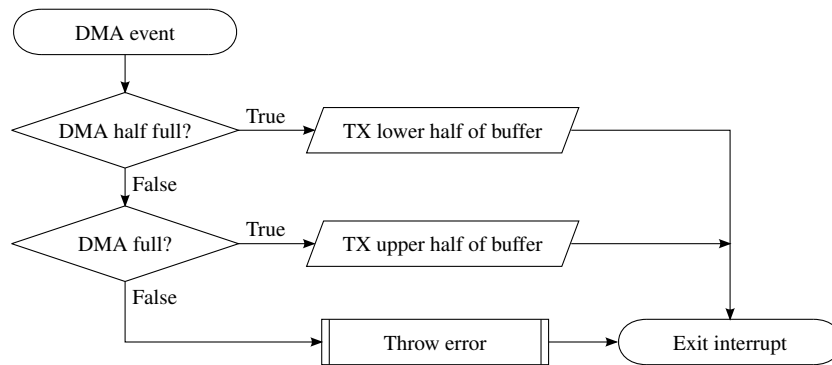 DMA event
DMA half full?
True
TX lower half of buffer
False
DMA full?
True
TX upper half of buffer
False
Throw error
Exit interrupt